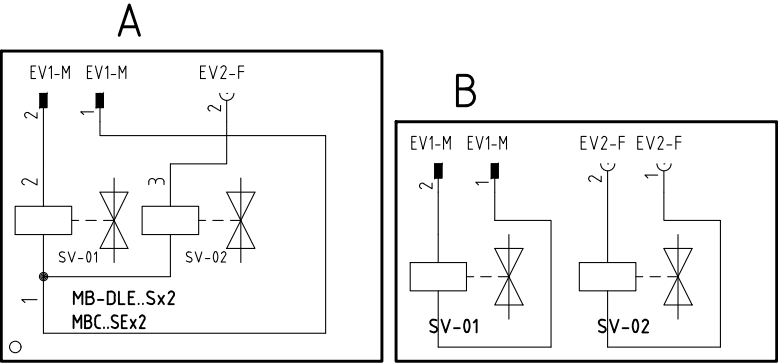 A
EV1-M EV1-M EV2-F
2 1 2
2 3
SV-01 SV-02
1
MB-DLE..Sx2
MBC..SEx2
B
EV1-M EV1-M EV2-F EV2-F
2 1 2 1
SV-01 SV-02